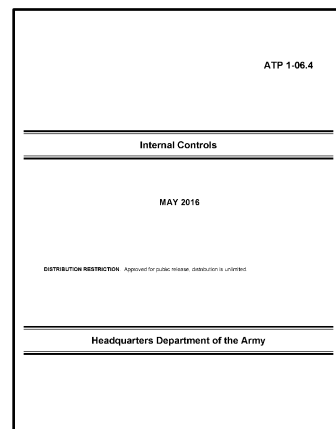 ATP 1-06.4
Internal Controls
MAY 2016
DISTRIBUTION RESTRICTION: Approved for public release, distribution is unlimited.
Headquarters Department of the Army